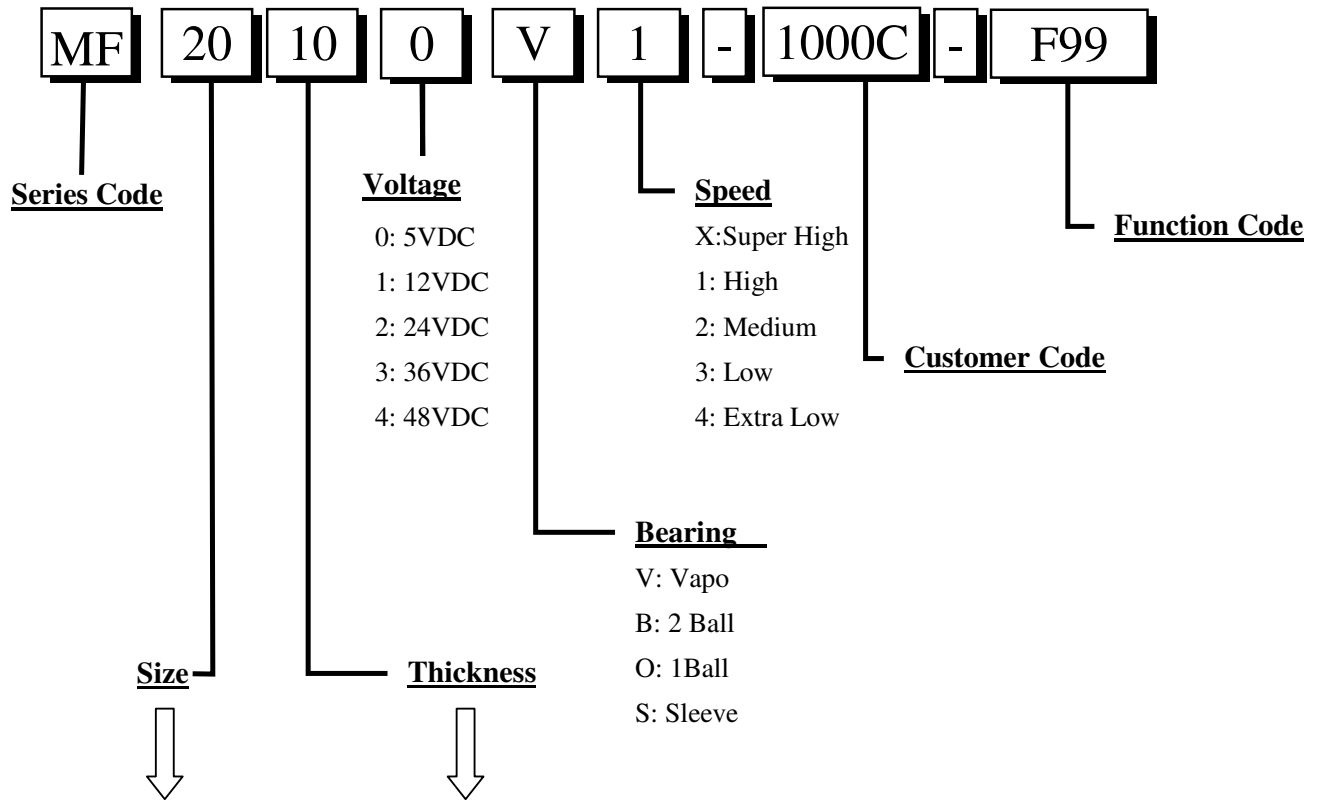 MF 20 10 0 V 1 - 1000C - F99
Series Code
Voltage
0: 5VDC
1: 12VDC
2: 24VDC
3: 36VDC
4: 48VDC
Speed
X:Super High
1: High
2: Medium
3: Low
4: Extra Low
Function Code
Customer Code
Bearing
V: Vapo
B: 2 Ball
O: 1Ball
S: Sleeve
Size
Thickness